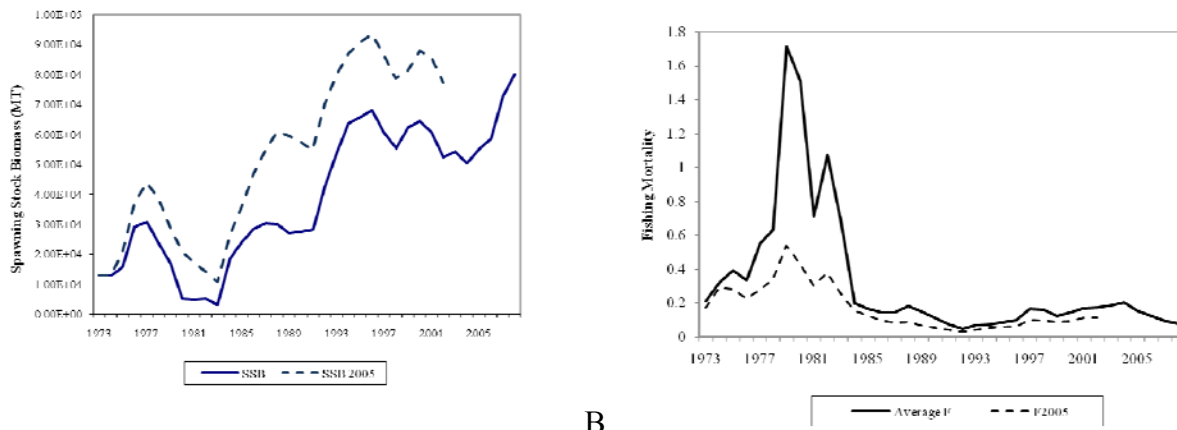 1.00E+05
9.00E+04
8.00E+04
7.00E+04
6.00E+04
5.00E+04
4.00E+04
3.00E+04
2.00E+04
1.00E+04
0.00E+00
Spawning Stock Biomass (MT)
1973 1977 1981 1985 1989 1993 1997 2001 2005
SSB SSB 2005
1.8
1.6
1.4
1.2
1
0.8
0.6
0.4
0.2
0
Fishing Mortality
1973 1977 1981 1985 1989 1993 1997 2001 2005
Average F F2005
B